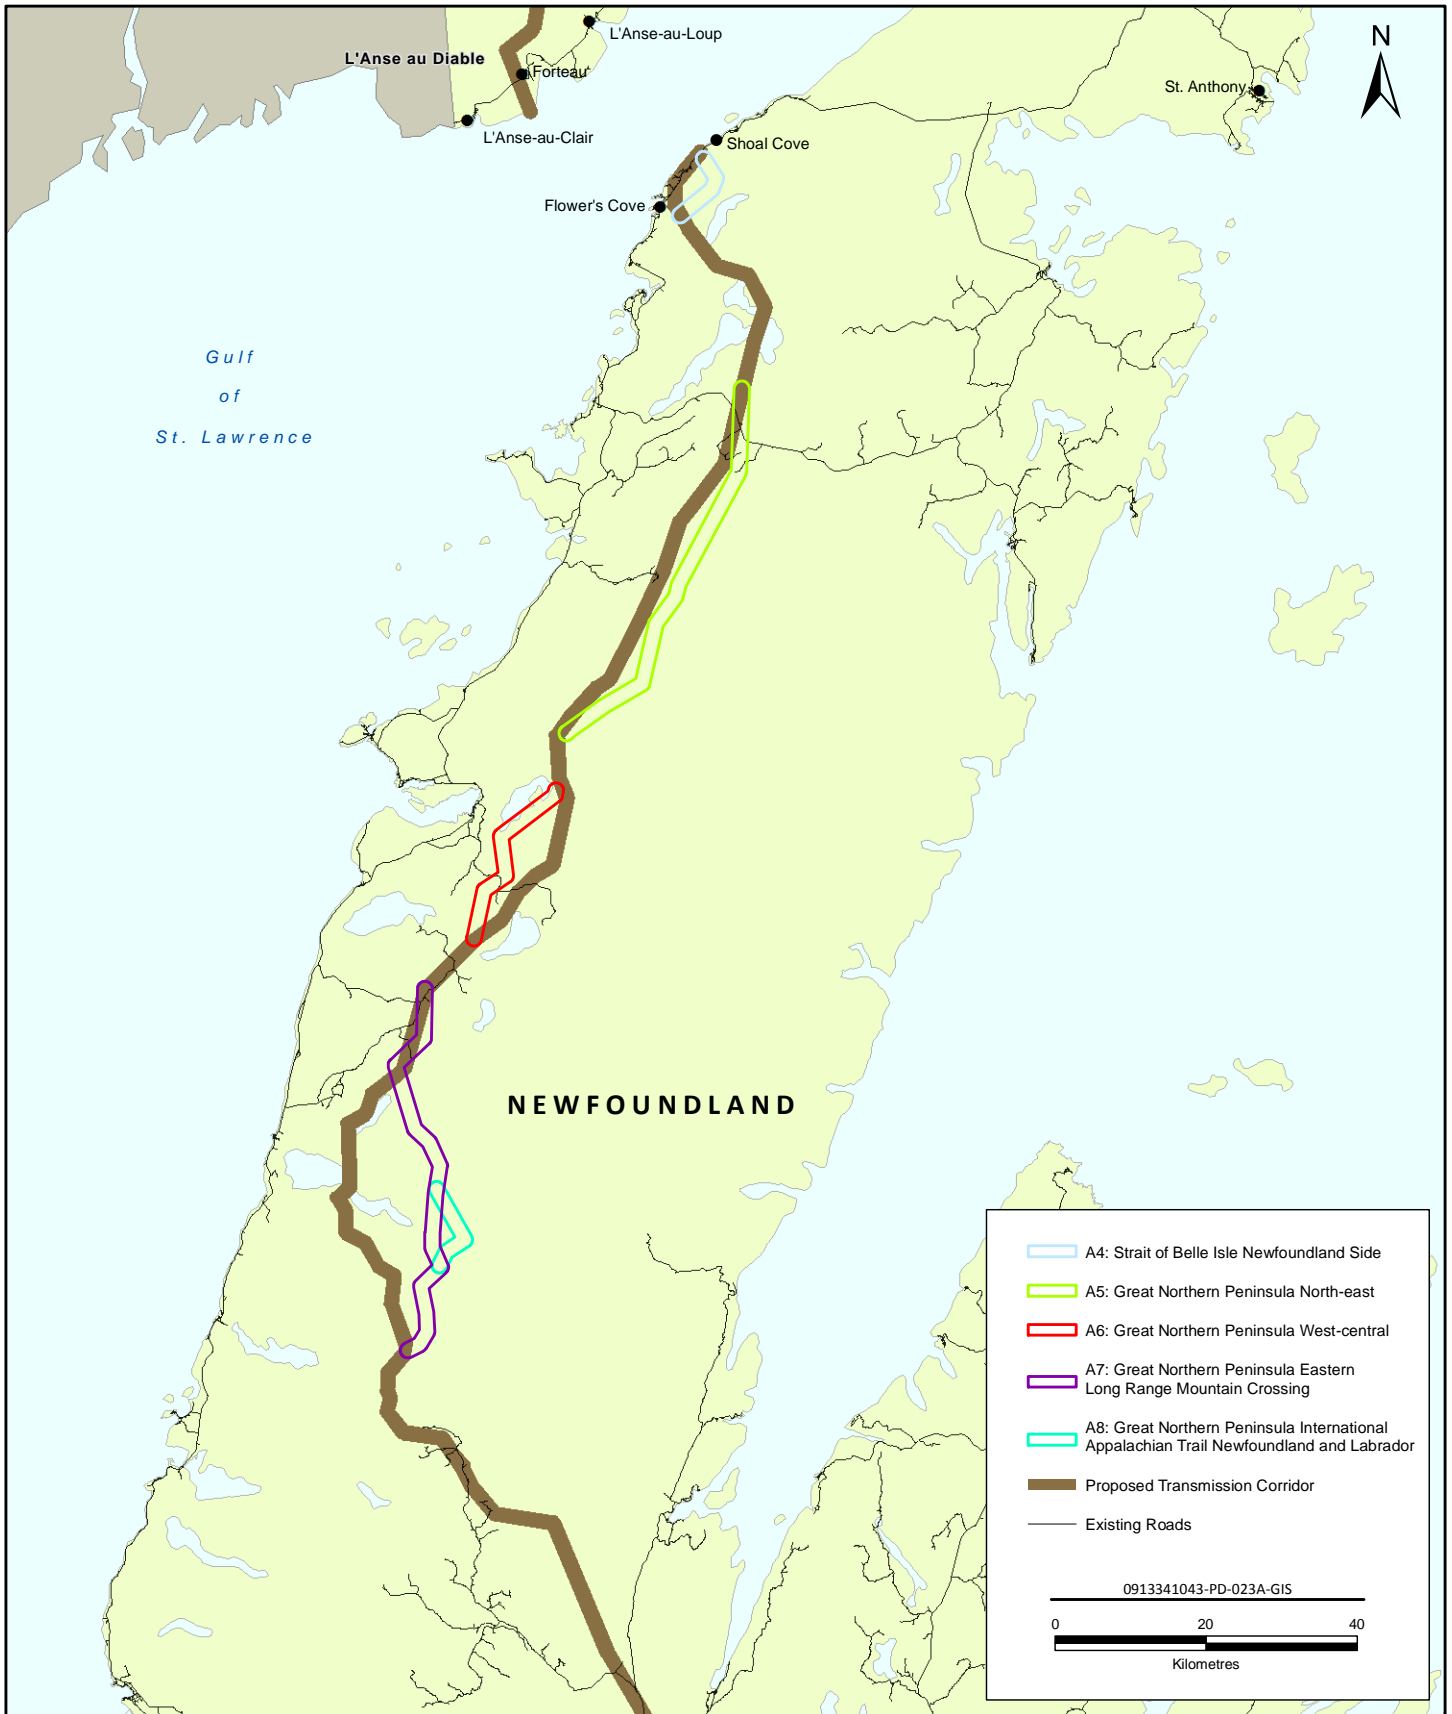 L'Anse-au-Loup
N
L'Anse au Diable
Forteau
St. Anthony
L'Anse-au-Clair
Shoal Cove
Flower's Cove
Gulf
of
St. Lawrence
NEWFOUNDLAND
A4: Strait of Belle Isle Newfoundland Side
A5: Great Northern Peninsula North-east
A6: Great Northern Peninsula West-central
A7: Great Northern Peninsula Eastern
Long Range Mountain Crossing
A8: Great Northern Peninsula International
Appalachian Trail Newfoundland and Labrador
Proposed Transmission Corridor
Existing Roads
0913341043-PD-023A-GIS
0 20 40
Kilometres